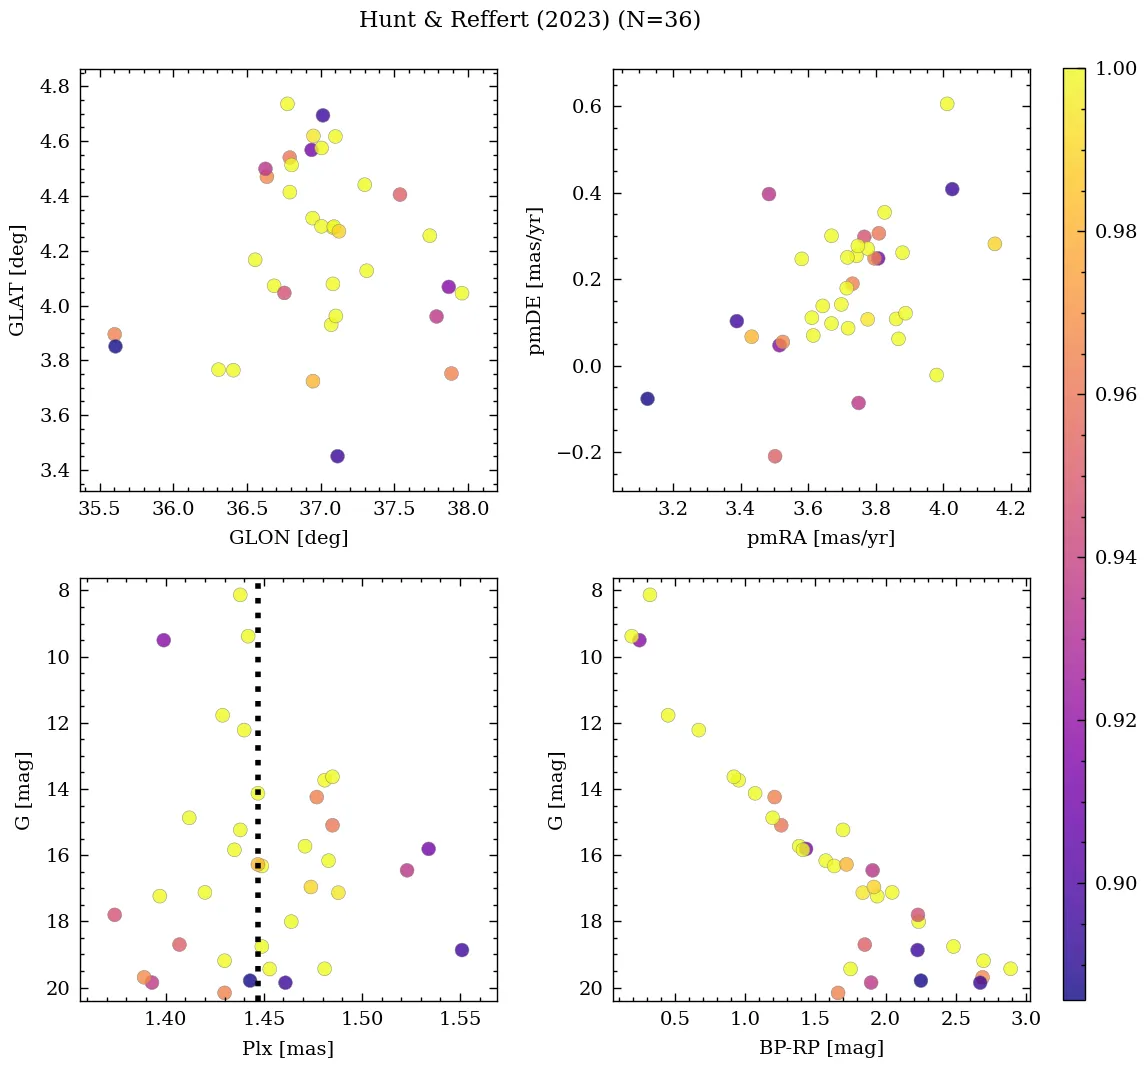 Hunt & Reffert (2023) (N=36)
4.8
4.6
4.4
4.2
4.0
3.8
3.6
3.4
GLAT [deg]
35.5 36.0 36.5 37.0 37.5 38.0
GLON [deg]
0.6
0.4
0.2
0.0
−0.2
pmDE [mas/yr]
3.2 3.4 3.6 3.8 4.0 4.2
pmRA [mas/yr]
8
10
12
14
16
18
20
G [mag]
1.40 1.45 1.50 1.55
Plx [mas]
8
10
12
14
16
18
20
G [mag]
0.5 1.0 1.5 2.0 2.5 3.0
BP-RP [mag]
1.00
0.98
0.96
0.94
0.92
0.90